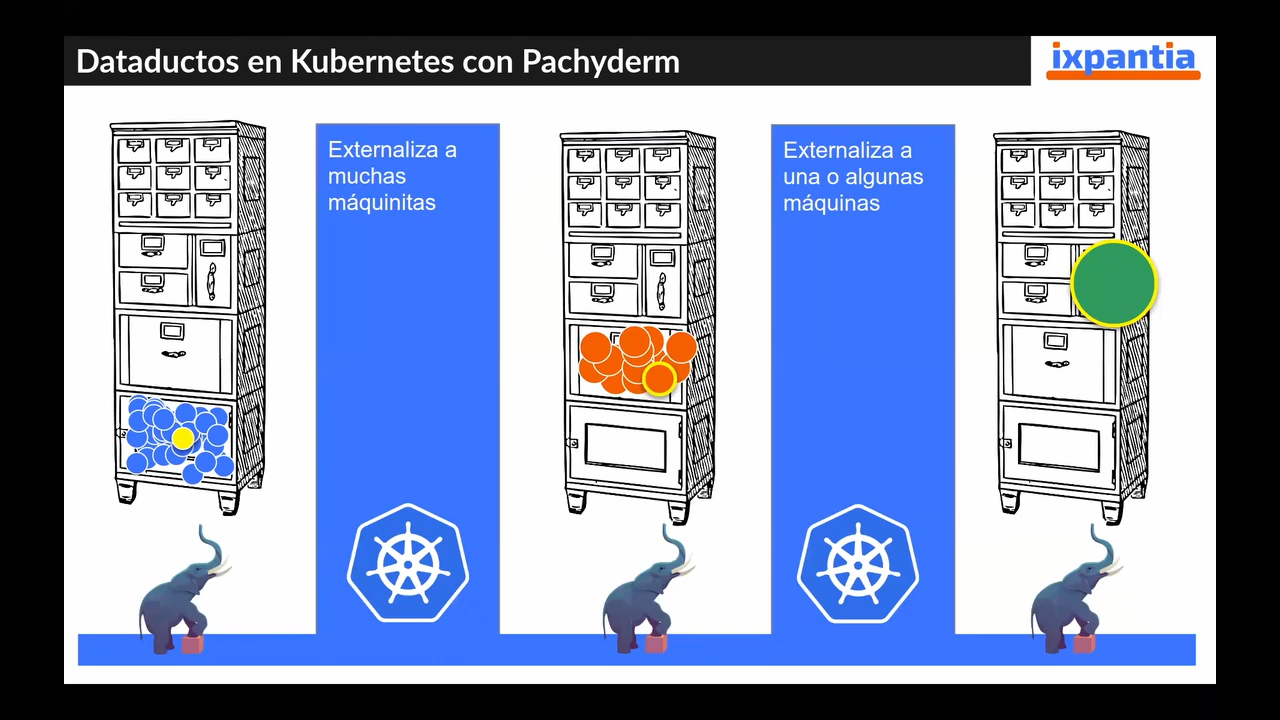 Dataductos en Kubernetes con Pachyderm
ixpantia
Externaliza a
muchas
máquinitas
Externaliza a
una o algunas
máquinas